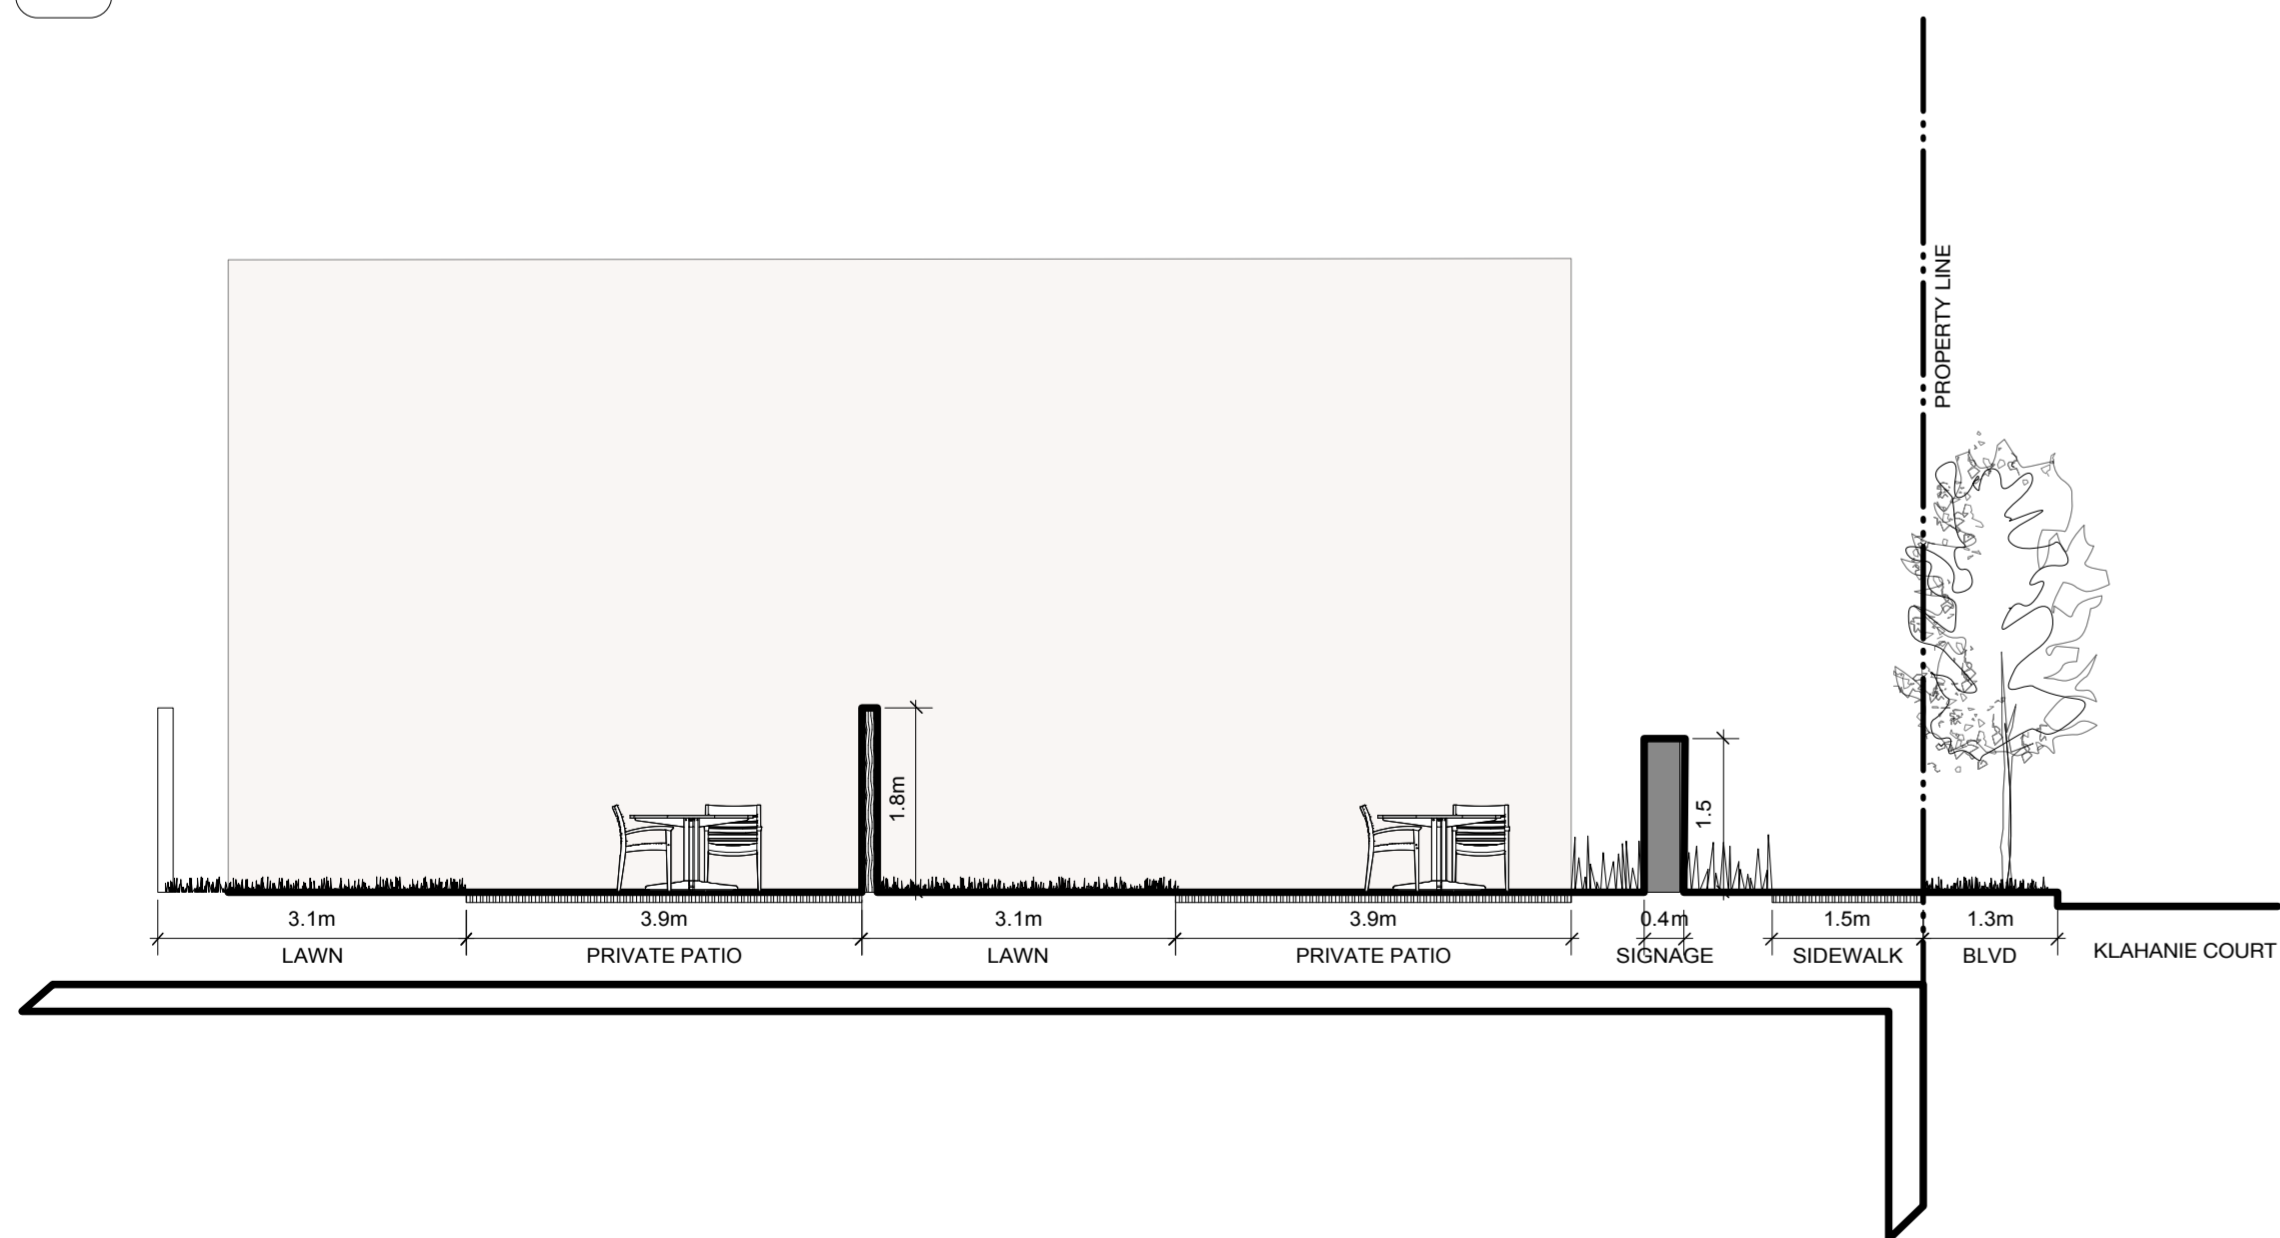 PROPERTY LINE
1.8m
1.5
3.1m
3.9m
3.1m
3.9m
0.4m
1.5m
1.3m
LAWN
PRIVATE PATIO
LAWN
PRIVATE PATIO
SIGNAGE
SIDEWALK
BLVD
KLAHANIE COURT